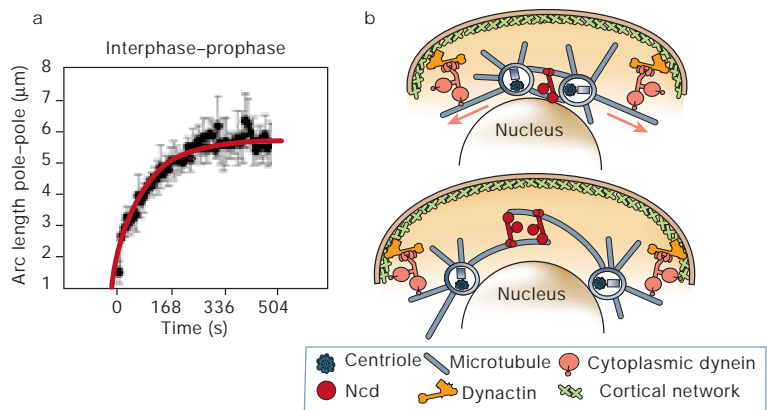 a
Interphase–prophase
Arc length pole–pole (μm)
8
7
6
5
4
3
2
1
0 168 336 504
Time (s)
b
Nucleus
Nucleus
Centriole Microtubule Cytoplasmic dynein
Ncd Dynactin Cortical network